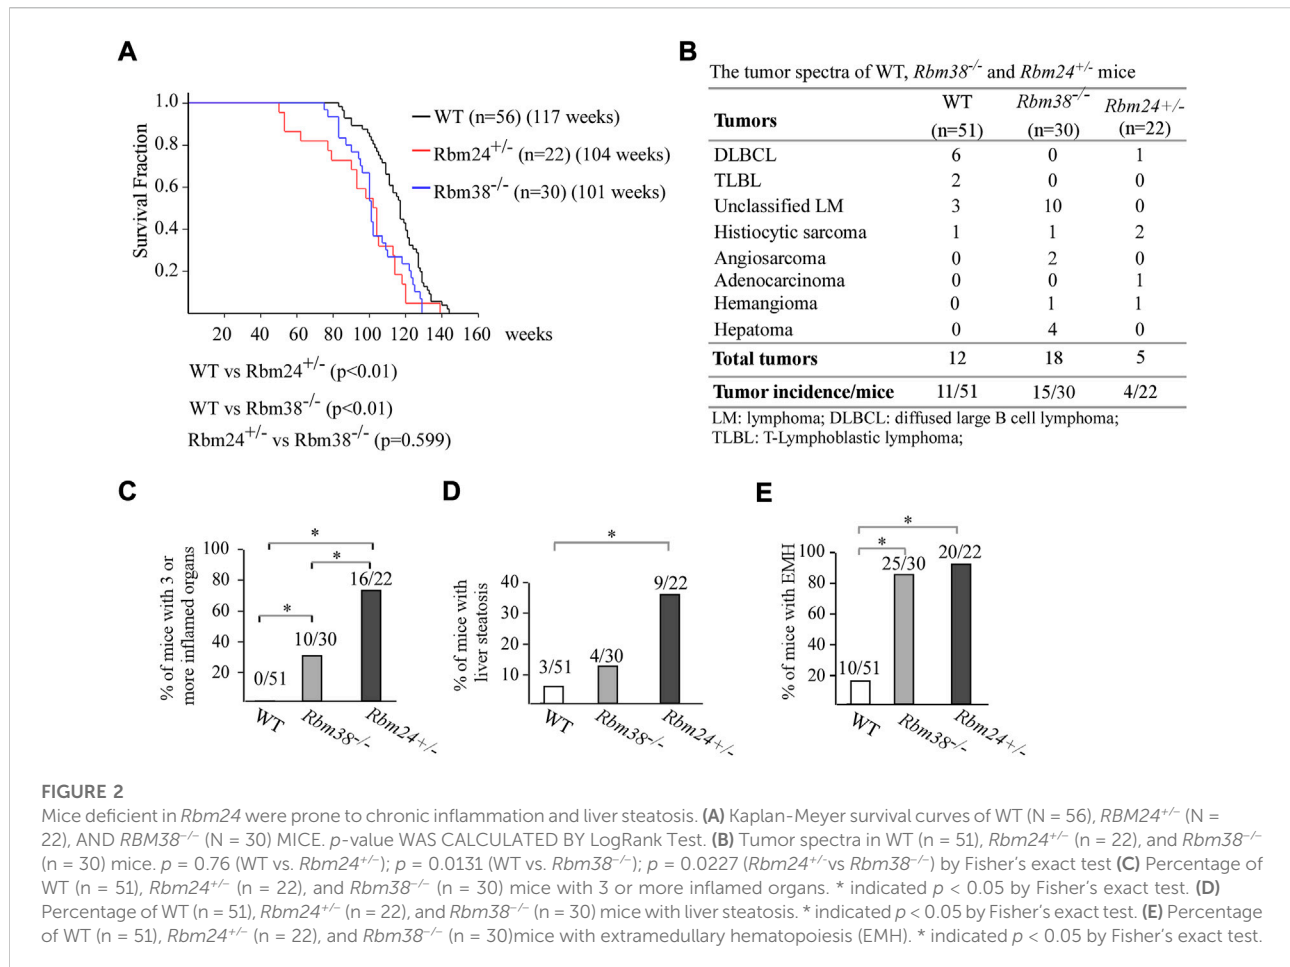 A
1.0
0.8
0.6
0.4
0.2
Survival Fraction
20 40 60 80 100 120 140 160 weeks
WT (n=56) (117 weeks)
Rbm24+/- (n=22) (104 weeks)
Rbm38-/- (n=30) (101 weeks)
WT vs Rbm24+/- (p<0.01)
WT vs Rbm38-/- (p<0.01)
Rbm24+/- vs Rbm38-/- (p=0.599)
B
The tumor spectra of WT, Rbm38-/- and Rbm24+/- mice
Tumors WT (n=51) Rbm38-/- (n=30) Rbm24+/- (n=22)
DLBCL 6 0 1
TLBL 2 0 0
Unclassified LM 3 10 0
Histiocytic sarcoma 1 1 2
Angiosarcoma 0 2 0
Adenocarcinoma 0 0 1
Hemangioma 0 1 1
Hepatoma 0 4 0
Total tumors 12 18 5
Tumor incidence/mice 11/51 15/30 4/22
LM: lymphoma; DLBCL: diffused large B cell lymphoma;
TLBL: T-Lymphoblastic lymphoma;
C
% of mice with 3 or
more inflamed organs
100
80
60
40
20
*
*
*
0/51
10/30
16/22
WT Rbm38-/- Rbm24+/-
D
% of mice with
liver steatosis
40
30
20
10
*
3/51
4/30
9/22
WT Rbm38-/- Rbm24+/-
E
% of mice with EMH
100
80
60
40
20
*
*
10/51
25/30
20/22
WT Rbm38-/- Rbm24+/-
FIGURE 2
Mice deficient in Rbm24 were prone to chronic inflammation and liver steatosis. (A) Kaplan-Meyer survival curves of WT (N = 56), RBM24+/− (N =
22), AND RBM38−/− (N = 30) MICE. p-value WAS CALCULATED BY LogRank Test. (B) Tumor spectra in WT (n = 51), Rbm24+/− (n = 22), and Rbm38−/−
(n = 30) mice. p = 0.76 (WT vs. Rbm24+/−); p = 0.0131 (WT vs. Rbm38−/−); p = 0.0227 (Rbm24+/−vs Rbm38−/−) by Fisher's exact test (C) Percentage of
WT (n = 51), Rbm24+/− (n = 22), and Rbm38−/− (n = 30) mice with 3 or more inflamed organs. * indicated p < 0.05 by Fisher's exact test. (D)
Percentage of WT (n = 51), Rbm24+/− (n = 22), and Rbm38−/− (n = 30) mice with liver steatosis. * indicated p < 0.05 by Fisher's exact test. (E) Percentage
of WT (n = 51), Rbm24+/− (n = 22), and Rbm38−/− (n = 30)mice with extramedullary hematopoiesis (EMH). * indicated p < 0.05 by Fisher's exact test.